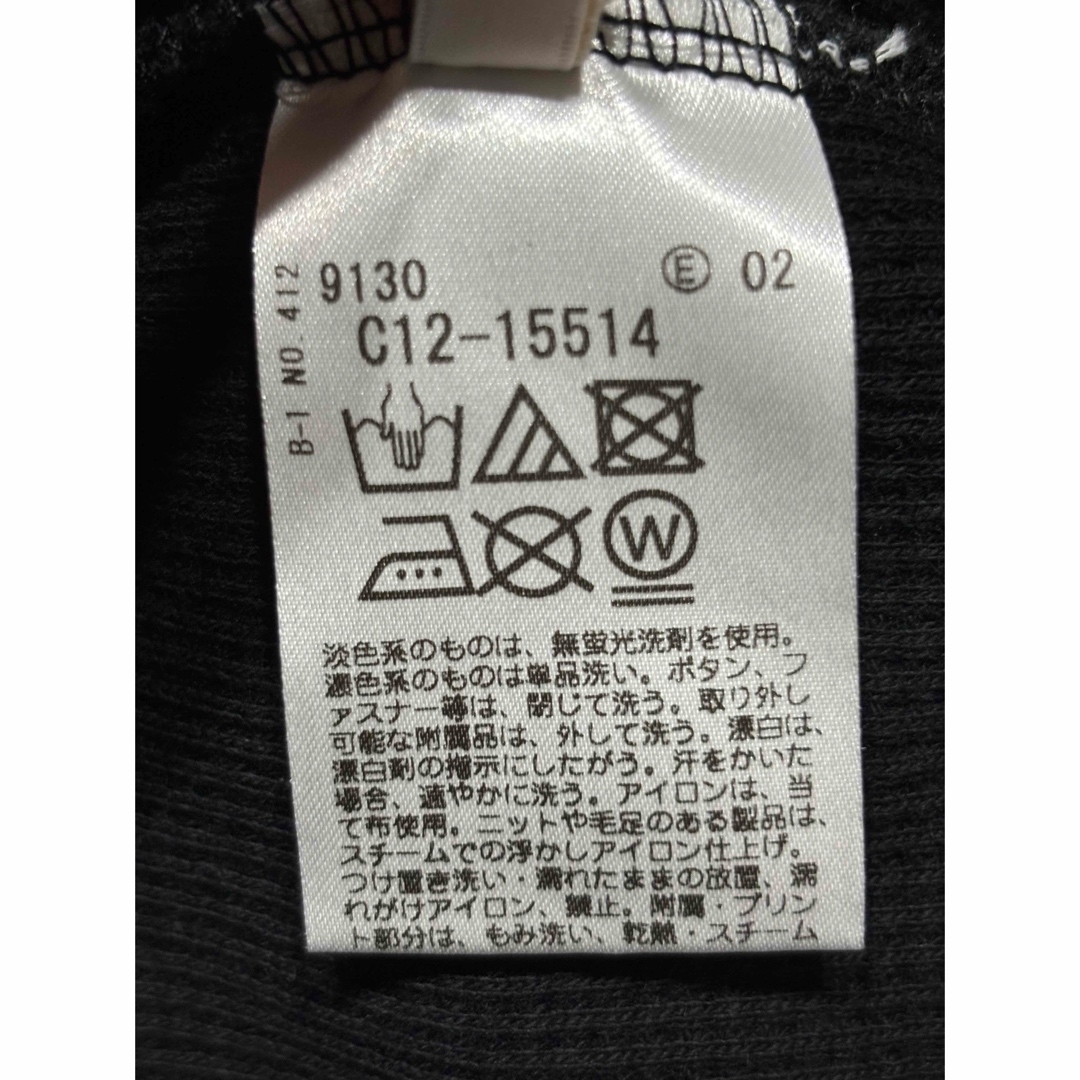 B-1 NO. 412
9130 Ⓔ 02
C12-15514
W
淡色系のものは、無蛍光洗剤を使用。
濃色系のものは単品洗い。ボタン、フ
ァスナー等は、閉じて洗う。取り外し
可能な附属品は、外して洗う。漂白は、
漂白剤の指示にしたがう。汗をかいた
場合、速やかに洗う。アイロンは、当
て布使用。ニットや毛足のある製品は、
スチームでの浮かしアイロン仕上げ。
つけ置き洗い・濡れたままの放置、濡
れがけアイロン、禁止。附属・プリン
ト部分は、もみ洗い、乾熱・スチーム